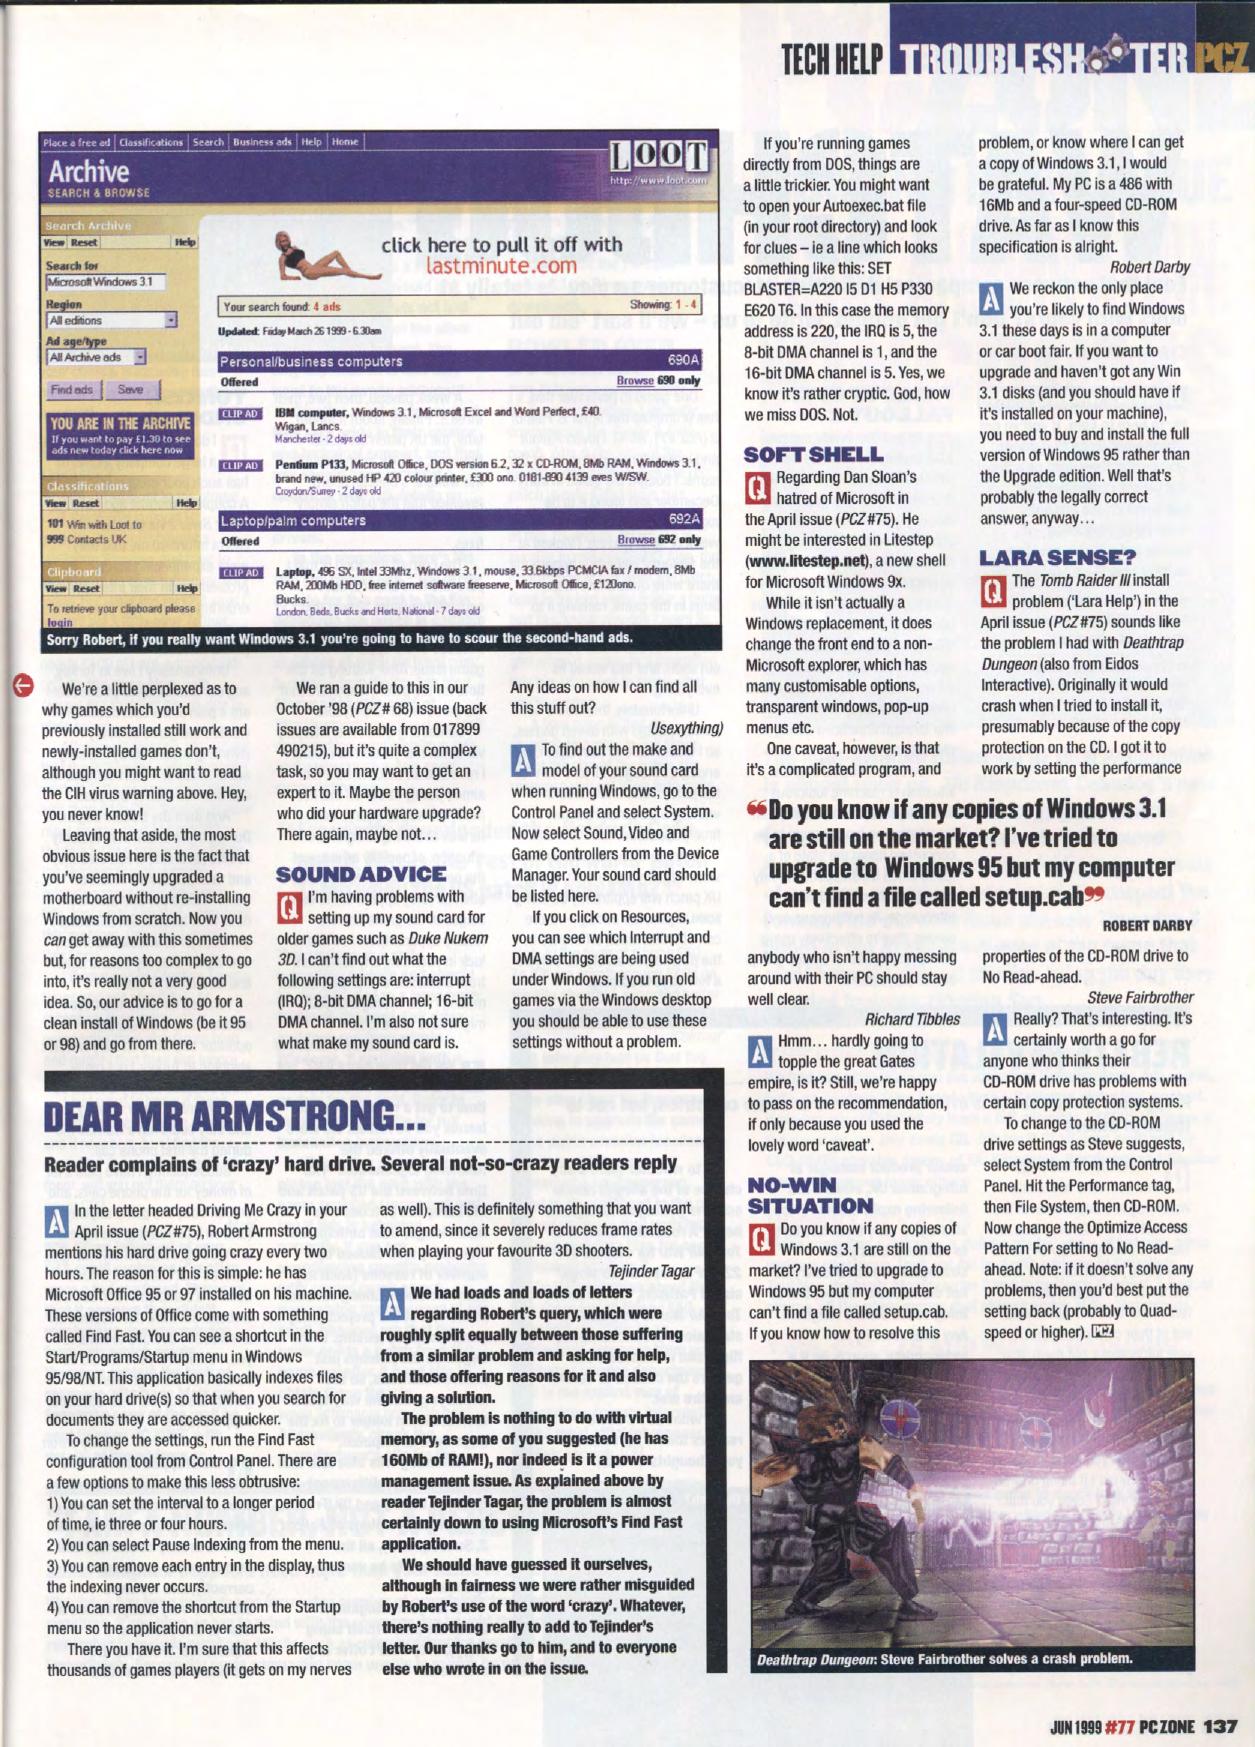 TECH HELP TROUBLESHOOTER PCZ
Place a free ad | Classifications | Search | Business ads | Help | Home
Archive
SEARCH & BROWSE
LOOT
http://www.loot.com
Search Archive
View Reset Help
Search for
Microsoft Windows 3.1
Region
All editions
Ad age/type
All Archive ads
Find ads Save
YOU ARE IN THE ARCHIVE
If you want to pay £1.30 to see
ads new today click here now
Classifications
View Reset Help
101 Win with Loot to
999 Contacts UK
Clipboard
View Reset Help
To retrieve your clipboard please
login
click here to pull it off with
lastminute.com
Your search found: 4 ads Showing: 1 - 4
Updated: Friday March 26 1999 - 6.30am
Personal/business computers 690A
Offered Browse 690 only
CLIP AD IBM computer, Windows 3.1, Microsoft Excel and Word Perfect, £40.
Wigan, Lancs.
Manchester - 2 days old
CLIP AD Pentium P133, Microsoft Office, DOS version 6.2, 32 x CD-ROM, 8Mb RAM, Windows 3.1,
brand new, unused HP 420 colour printer, £300 ono. 0181-890 4139 eves W/SW.
Croydon/Surrey - 2 days old
Laptop/palm computers 692A
Offered Browse 692 only
CLIP AD Laptop, 496 SX, Intel 33Mhz, Windows 3.1, mouse, 33.6kbps PCMCIA fax / modem, 8Mb
RAM, 200Mb HDD, free internet software freeserve, Microsoft Office, £120ono.
Bucks.
London, Beds, Bucks and Herts, National - 7 days old
Sorry Robert, if you really want Windows 3.1 you're going to have to scour the second-hand ads.
We're a little perplexed as to
why games which you'd
previously installed still work and
newly-installed games don't,
although you might want to read
the CIH virus warning above. Hey,
you never know!
Leaving that aside, the most
obvious issue here is the fact that
you've seemingly upgraded a
motherboard without re-installing
Windows from scratch. Now you
can get away with this sometimes
but, for reasons too complex to go
into, it's really not a very good
idea. So, our advice is to go for a
clean install of Windows (be it 95
or 98) and go from there.
We ran a guide to this in our
October '98 (PCZ # 68) issue (back
issues are available from 017899
490215), but it's quite a complex
task, so you may want to get an
expert to it. Maybe the person
who did your hardware upgrade?
There again, maybe not...
SOUND ADVICE
Q I'm having problems with
setting up my sound card for
older games such as Duke Nukem
3D. I can't find out what the
following settings are: interrupt
(IRQ); 8-bit DMA channel; 16-bit
DMA channel. I'm also not sure
what make my sound card is.
Any ideas on how I can find all
this stuff out?
Usexything)
A To find out the make and
model of your sound card
when running Windows, go to the
Control Panel and select System.
Now select Sound, Video and
Game Controllers from the Device
Manager. Your sound card should
be listed here.
If you click on Resources,
you can see which Interrupt and
DMA settings are being used
under Windows. If you run old
games via the Windows desktop
you should be able to use these
settings without a problem.
If you're running games
directly from DOS, things are
a little trickier. You might want
to open your Autoexec.bat file
(in your root directory) and look
for clues – ie a line which looks
something like this: SET
BLASTER=A220 I5 D1 H5 P330
E620 T6. In this case the memory
address is 220, the IRQ is 5, the
8-bit DMA channel is 1, and the
16-bit DMA channel is 5. Yes, we
know it's rather cryptic. God, how
we miss DOS. Not.
SOFT SHELL
Q Regarding Dan Sloan's
hatred of Microsoft in
the April issue (PCZ #75). He
might be interested in Litestep
(www.litestep.net), a new shell
for Microsoft Windows 9x.
While it isn't actually a
Windows replacement, it does
change the front end to a non-
Microsoft explorer, which has
many customisable options,
transparent windows, pop-up
menus etc.
One caveat, however, is that
it's a complicated program, and
“Do you know if any copies of Windows 3.1
are still on the market? I've tried to
upgrade to Windows 95 but my computer
can't find a file called setup.cab”
ROBERT DARBY
anybody who isn't happy messing
around with their PC should stay
well clear.
Richard Tibbles
A Hmm... hardly going to
topple the great Gates
empire, is it? Still, we're happy
to pass on the recommendation,
if only because you used the
lovely word 'caveat'.
NO-WIN
SITUATION
Q Do you know if any copies of
Windows 3.1 are still on the
market? I've tried to upgrade to
Windows 95 but my computer
can't find a file called setup.cab.
If you know how to resolve this
problem, or know where I can get
a copy of Windows 3.1, I would
be grateful. My PC is a 486 with
16Mb and a four-speed CD-ROM
drive. As far as I know this
specification is alright.
Robert Darby
A We reckon the only place
you're likely to find Windows
3.1 these days is in a computer
or car boot fair. If you want to
upgrade and haven't got any Win
3.1 disks (and you should have if
it's installed on your machine),
you need to buy and install the full
version of Windows 95 rather than
the Upgrade edition. Well that's
probably the legally correct
answer, anyway...
LARA SENSE?
Q The Tomb Raider III install
problem ('Lara Help') in the
April issue (PCZ #75) sounds like
the problem I had with Deathtrap
Dungeon (also from Eidos
Interactive). Originally it would
crash when I tried to install it,
presumably because of the copy
protection on the CD. I got it to
work by setting the performance
properties of the CD-ROM drive to
No Read-ahead.
Steve Fairbrother
A Really? That's interesting. It's
certainly worth a go for
anyone who thinks their
CD-ROM drive has problems with
certain copy protection systems.
To change to the CD-ROM
drive settings as Steve suggests,
select System from the Control
Panel. Hit the Performance tag,
then File System, then CD-ROM.
Now change the Optimize Access
Pattern For setting to No Read-
ahead. Note: if it doesn't solve any
problems, then you'd best put the
setting back (probably to Quad-
speed or higher). PCZ
DEAR MR ARMSTRONG...
Reader complains of 'crazy' hard drive. Several not-so-crazy readers reply
A In the letter headed Driving Me Crazy in your
April issue (PCZ #75), Robert Armstrong
mentions his hard drive going crazy every two
hours. The reason for this is simple: he has
Microsoft Office 95 or 97 installed on his machine.
These versions of Office come with something
called Find Fast. You can see a shortcut in the
Start/Programs/Startup menu in Windows
95/98/NT. This application basically indexes files
on your hard drive(s) so that when you search for
documents they are accessed quicker.
To change the settings, run the Find Fast
configuration tool from Control Panel. There are
a few options to make this less obtrusive:
1) You can set the interval to a longer period
of time, ie three or four hours.
2) You can select Pause Indexing from the menu.
3) You can remove each entry in the display, thus
the indexing never occurs.
4) You can remove the shortcut from the Startup
menu so the application never starts.
There you have it. I'm sure that this affects
thousands of games players (it gets on my nerves
as well). This is definitely something that you want
to amend, since it severely reduces frame rates
when playing your favourite 3D shooters.
Tejinder Tagar
A We had loads and loads of letters
regarding Robert's query, which were
roughly split equally between those suffering
from a similar problem and asking for help,
and those offering reasons for it and also
giving a solution.
The problem is nothing to do with virtual
memory, as some of you suggested (he has
160Mb of RAM!), nor indeed is it a power
management issue. As explained above by
reader Tejinder Tagar, the problem is almost
certainly down to using Microsoft's Find Fast
application.
We should have guessed it ourselves,
although in fairness we were rather misguided
by Robert's use of the word 'crazy'. Whatever,
there's nothing really to add to Tejinder's
letter. Our thanks go to him, and to everyone
else who wrote in on the issue.
Deathtrap Dungeon: Steve Fairbrother solves a crash problem.
JUN 1999 #77 PC ZONE 137